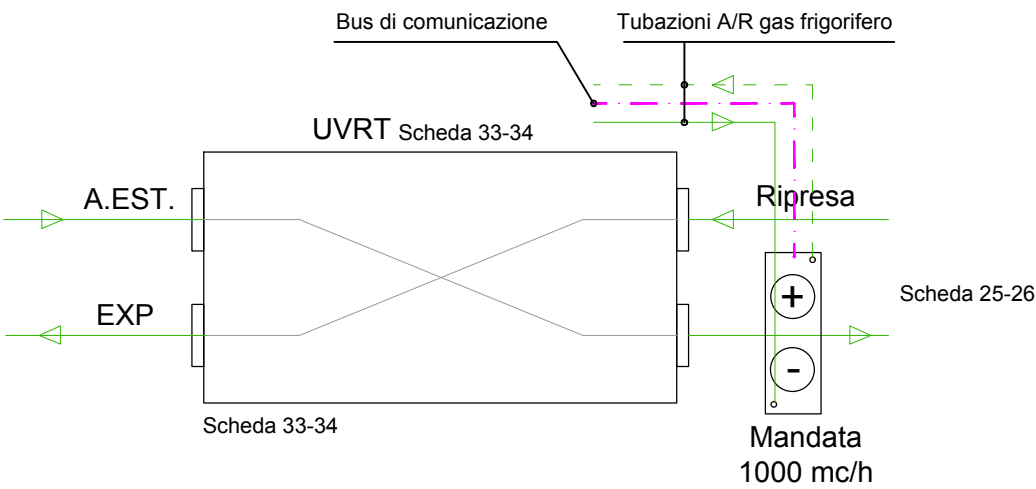 Bus di comunicazione
Tubazioni A/R gas frigorifero
UVRT Scheda 33-34
A.EST.
Ripresa
EXP
+
Scheda 25-26
-
Scheda 33-34
Mandata
1000 mc/h